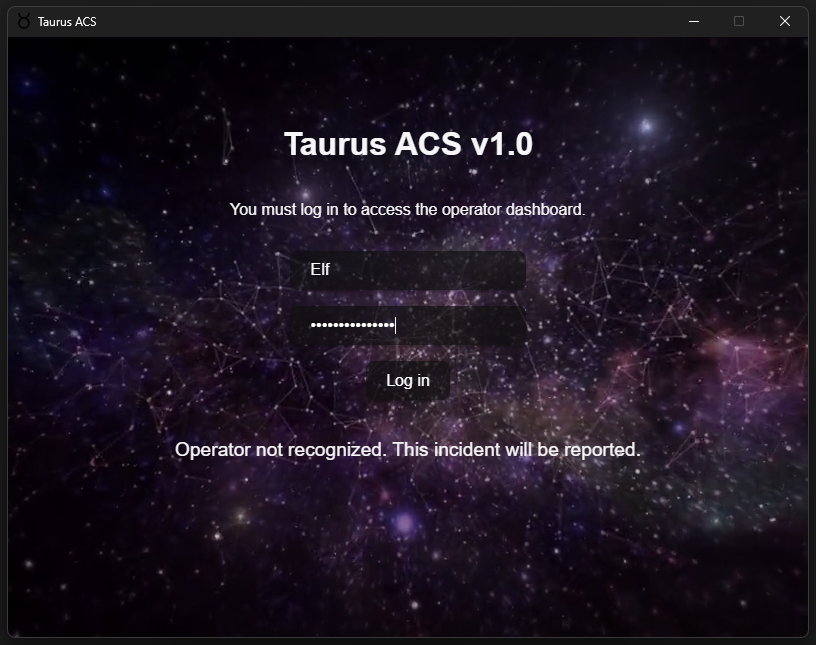 Taurus ACS
Taurus ACS v1.0
You must log in to access the operator dashboard.
Elf
•••••••••••••••
Log in
Operator not recognized. This incident will be reported.